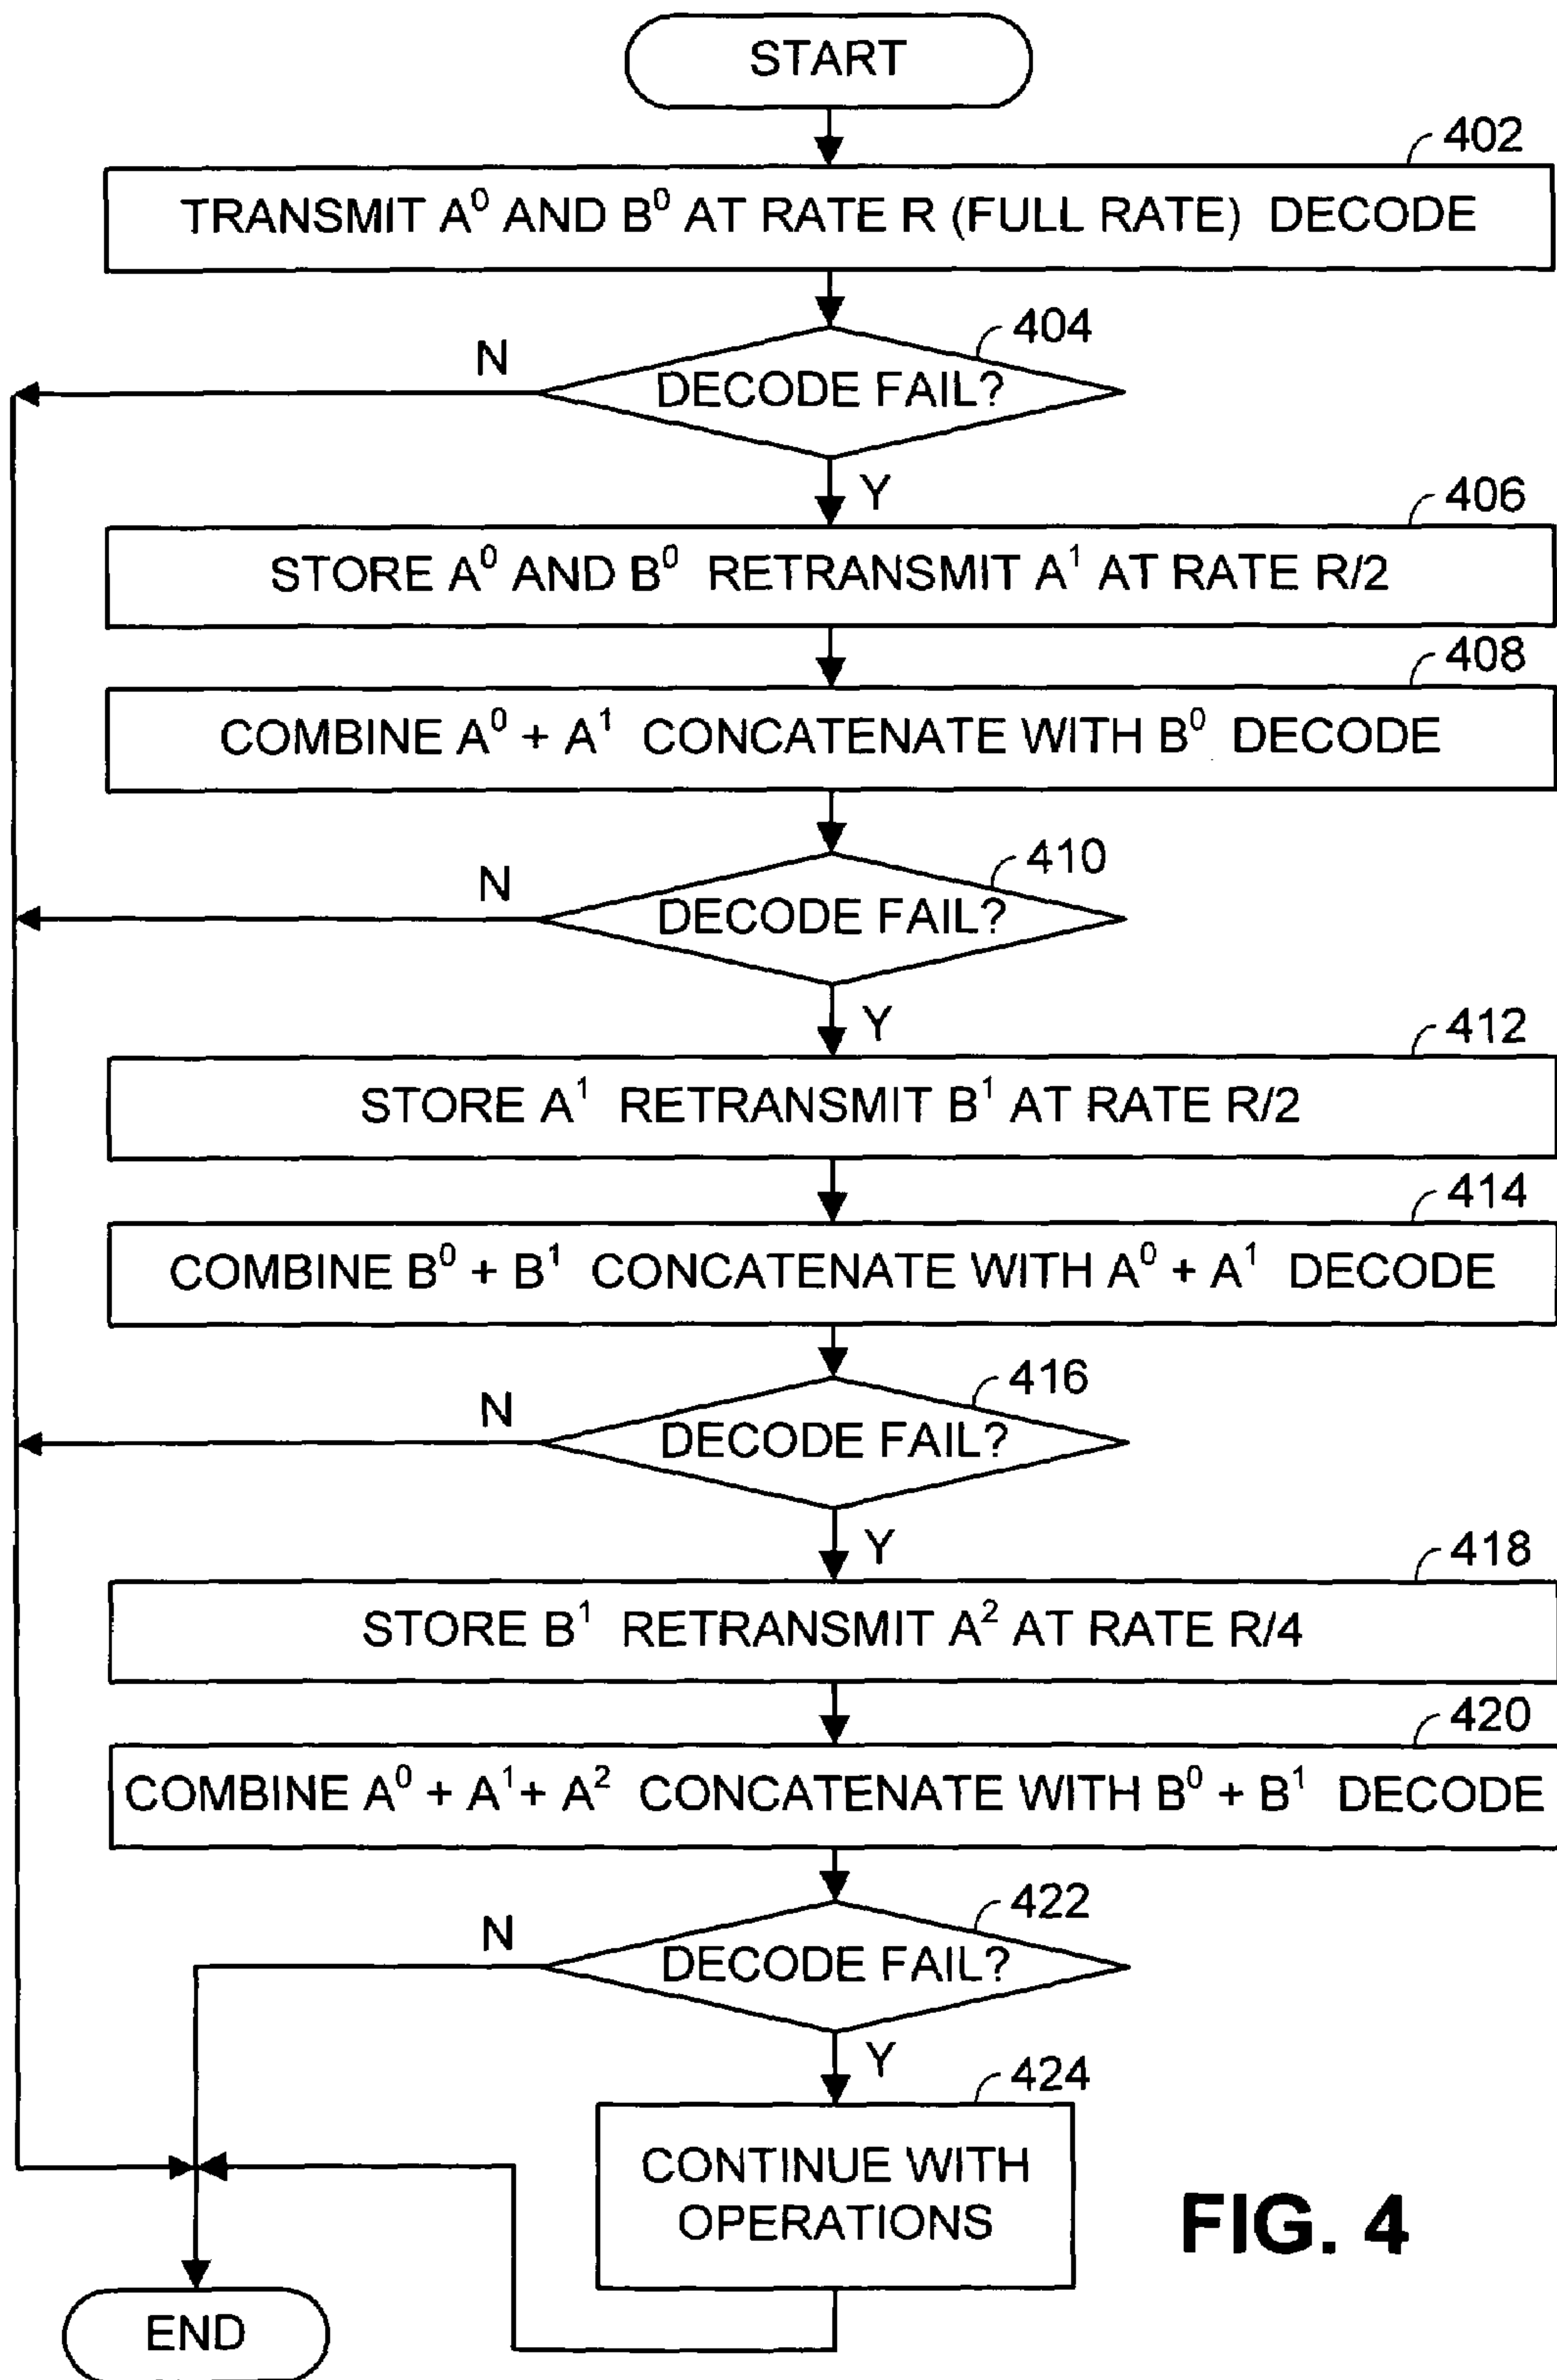 START
402
TRANSMIT A⁰ AND B⁰ AT RATE R (FULL RATE) DECODE
404
N
DECODE FAIL?
Y
406
STORE A⁰ AND B⁰ RETRANSMIT A¹ AT RATE R/2
408
COMBINE A⁰ + A¹ CONCATENATE WITH B⁰ DECODE
410
N
DECODE FAIL?
Y
412
STORE A¹ RETRANSMIT B¹ AT RATE R/2
414
COMBINE B⁰ + B¹ CONCATENATE WITH A⁰ + A¹ DECODE
416
N
DECODE FAIL?
Y
418
STORE B¹ RETRANSMIT A² AT RATE R/4
420
COMBINE A⁰ + A¹ + A² CONCATENATE WITH B⁰ + B¹ DECODE
422
N
DECODE FAIL?
Y
424
CONTINUE WITH
OPERATIONS
FIG. 4
END